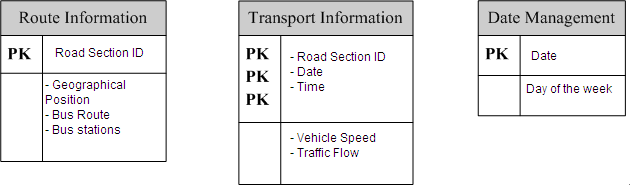 Route Information
PK Road Section ID
- Geographical
Position
- Bus Route
- Bus stations
Transport Information
PK - Road Section ID
PK - Date
PK - Time
- Vehicle Speed
- Traffic Flow
Date Management
PK Date
Day of the week